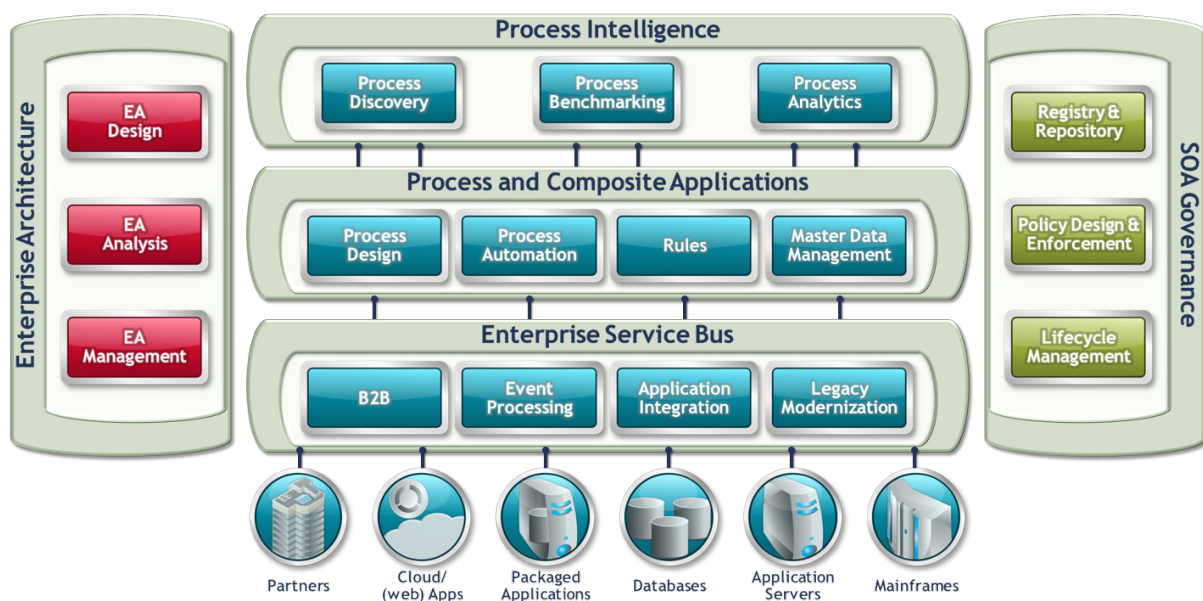 Enterprise Architecture
EA
Design
EA
Analysis
EA
Management
Process Intelligence
Process
Discovery
Process
Benchmarking
Process
Analytics
Process and Composite Applications
Process
Design
Process
Automation
Rules
Master Data
Management
Enterprise Service Bus
B2B
Event
Processing
Application
Integration
Legacy
Modernization
Partners
Cloud/
(web) Apps
Packaged
Applications
Databases
Application
Servers
Mainframes
SOA Governance
Registry &
Repository
Policy Design &
Enforcement
Lifecycle
Management